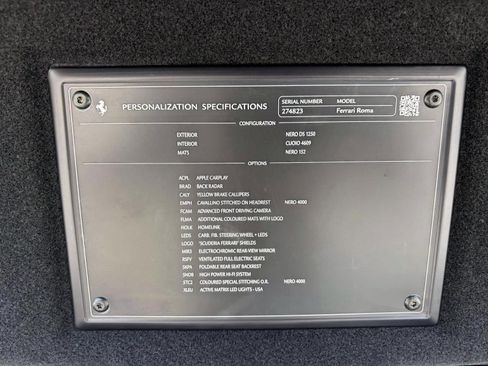 PERSONALIZATION SPECIFICATIONS
SERIAL NUMBER MODEL
274823 Ferrari Roma
CONFIGURATION
EXTERIOR NERO DS 1250
INTERIOR CUOIO 4609
MATS NERO 152
OPTIONS
ACPL APPLE CARPLAY
BRAD BACK RADAR
CALY YELLOW BRAKE CALLIPERS
EMPH CAVALLINO STITCHED ON HEADREST NERO 4000
FCAM ADVANCED FRONT DRIVING CAMERA
FLMA ADDITIONAL COLOURED MATS WITH LOGO
HOLK HOMELINK
LEDS CARB. FIB. STEERING WHEEL + LEDS
LOGO 'SCUDERIA FERRARI' SHIELDS
MIR3 ELECTROCHROMIC REAR-VIEW MIRROR
RSFV VENTILATED FULL ELECTRIC SEATS
SKPA FOLDABLE REAR SEAT BACKREST
SNDB HIGH POWER HI-FI SYSTEM
STC2 COLOURED SPECIAL STITCHING O.R. NERO 4000
XLEU ACTIVE MATRIX LED LIGHTS - USA